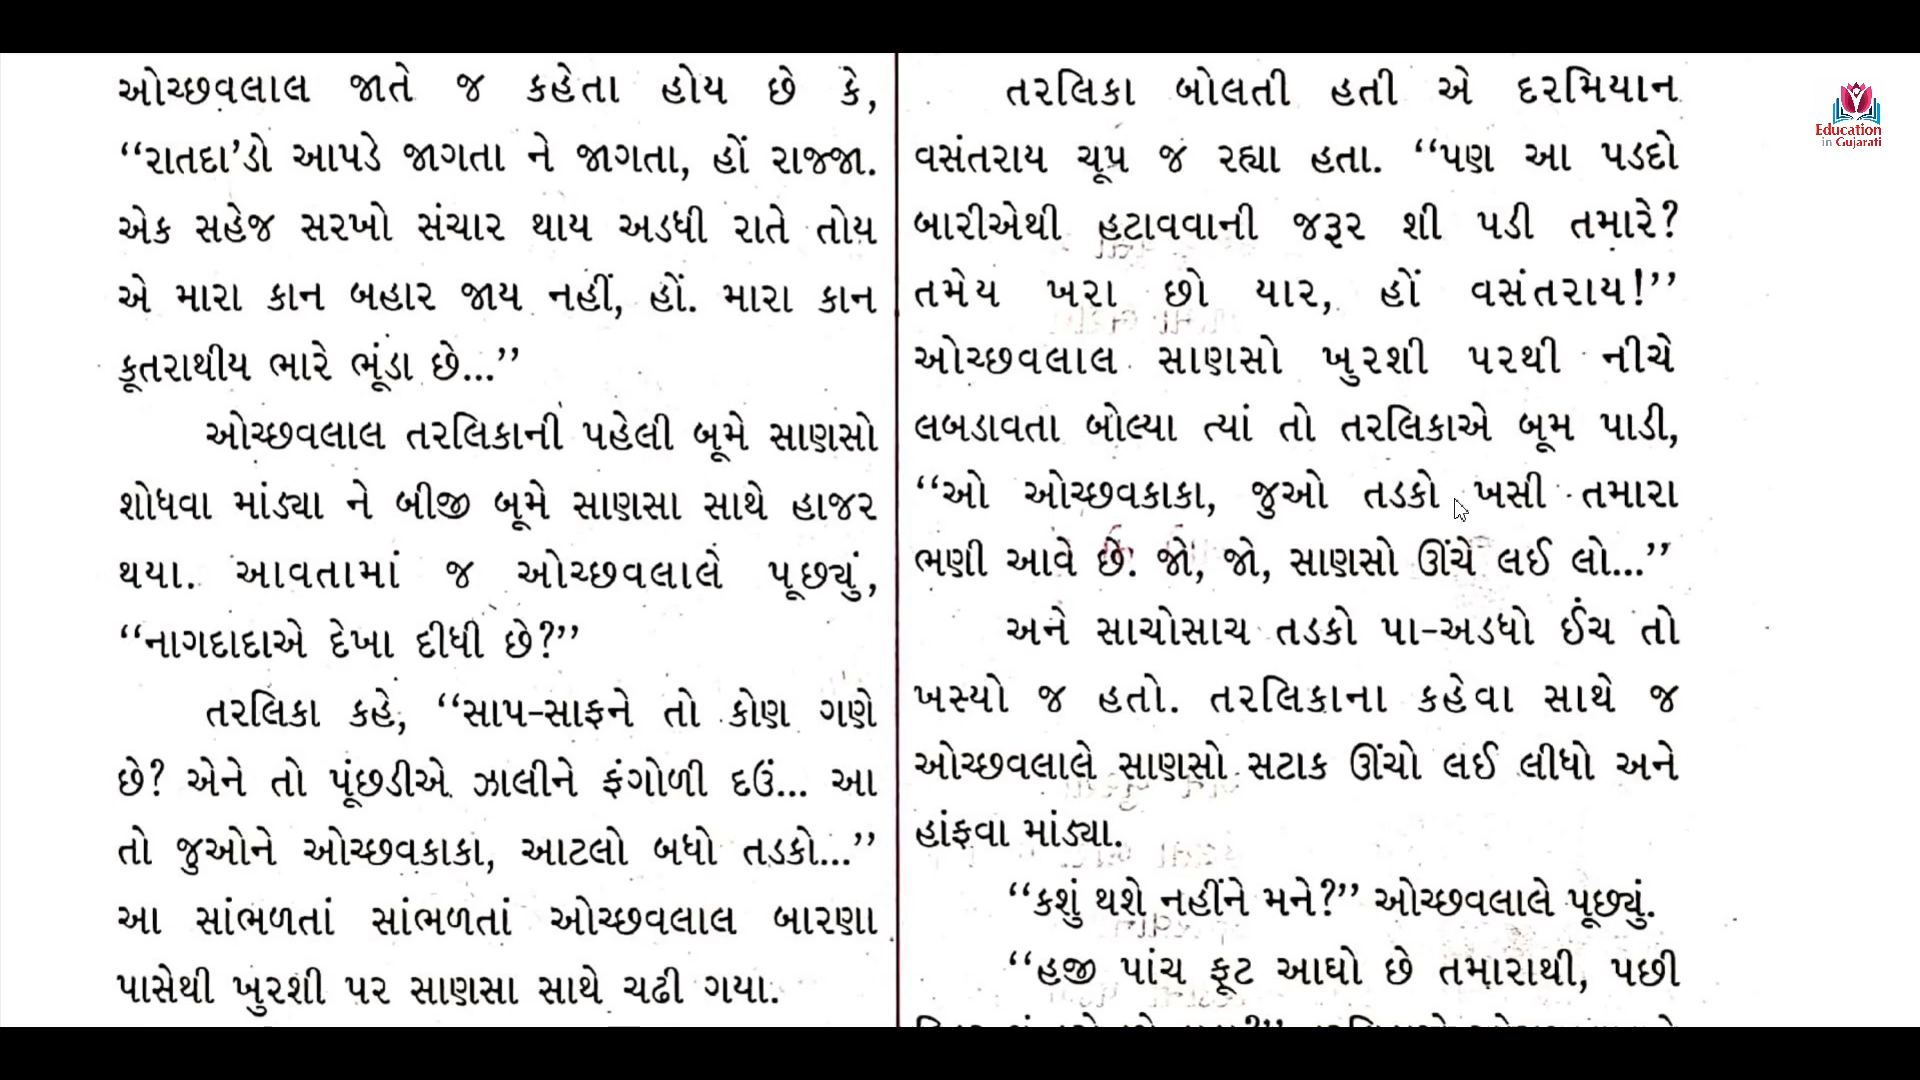 ઓચ્છવલાલ જાતે જ કહેતા હોય છે કે,
“રાતદા’ડો આપડે જાગતા ને જાગતા, હોં રાજ્જા.
એક સહેજ સરખો સંચાર થાય અડધી રાતે તોય
એ મારા કાન બહાર જાય નહીં, હોં. મારા કાન
કૂતરાથીય ભારે ભૂંડા છે...”
ઓચ્છવલાલ તરલિકાની પહેલી બૂમે સાણસો
શોધવા માંડ્યા ને બીજી બૂમે સાણસા સાથે હાજર
થયા. આવતામાં જ ઓચ્છવલાલે પૂછ્યું,
“નાગદાદાએ દેખા દીધી છે?”
તરલિકા કહે, “સાપ-સાફને તો કોણ ગણે
છે? એને તો પૂંછડીએ ઝાલીને ફંગોળી દઉં... આ
તો જુઓને ઓચ્છવકાકા, આટલો બધો તડકો...”
આ સાંભળતાં સાંભળતાં ઓચ્છવલાલ બારણા
પાસેથી ખુરશી પર સાણસા સાથે ચઢી ગયા.
તરલિકા બોલતી હતી એ દરમિયાન
વસંતરાય ચૂપ જ રહ્યા હતા. “પણ આ પડદો
બારીએથી હટાવવાની જરૂર શી પડી તમારે?
તમેય ખરા છો યાર, હોં વસંતરાય!”
ઓચ્છવલાલ સાણસો ખુરશી પરથી નીચે
લબડાવતા બોલ્યા ત્યાં તો તરલિકાએ બૂમ પાડી,
“ઓ ઓચ્છવકાકા, જુઓ તડકો ખસી તમારા
ભણી આવે છે. જો, જો, સાણસો ઊંચે લઈ લો...”
અને સાચોસાચ તડકો પા-અડધો ઈંચ તો
ખસ્યો જ હતો. તરલિકાના કહેવા સાથે જ
ઓચ્છવલાલે સાણસો સટાક ઊંચો લઈ લીધો અને
હાંફવા માંડ્યા.
“કશું થશે નહીંને મને?” ઓચ્છવલાલે પૂછ્યું.
“હજી પાંચ ફૂટ આઘો છે તમારાથી, પછી
Education
in Gujarati